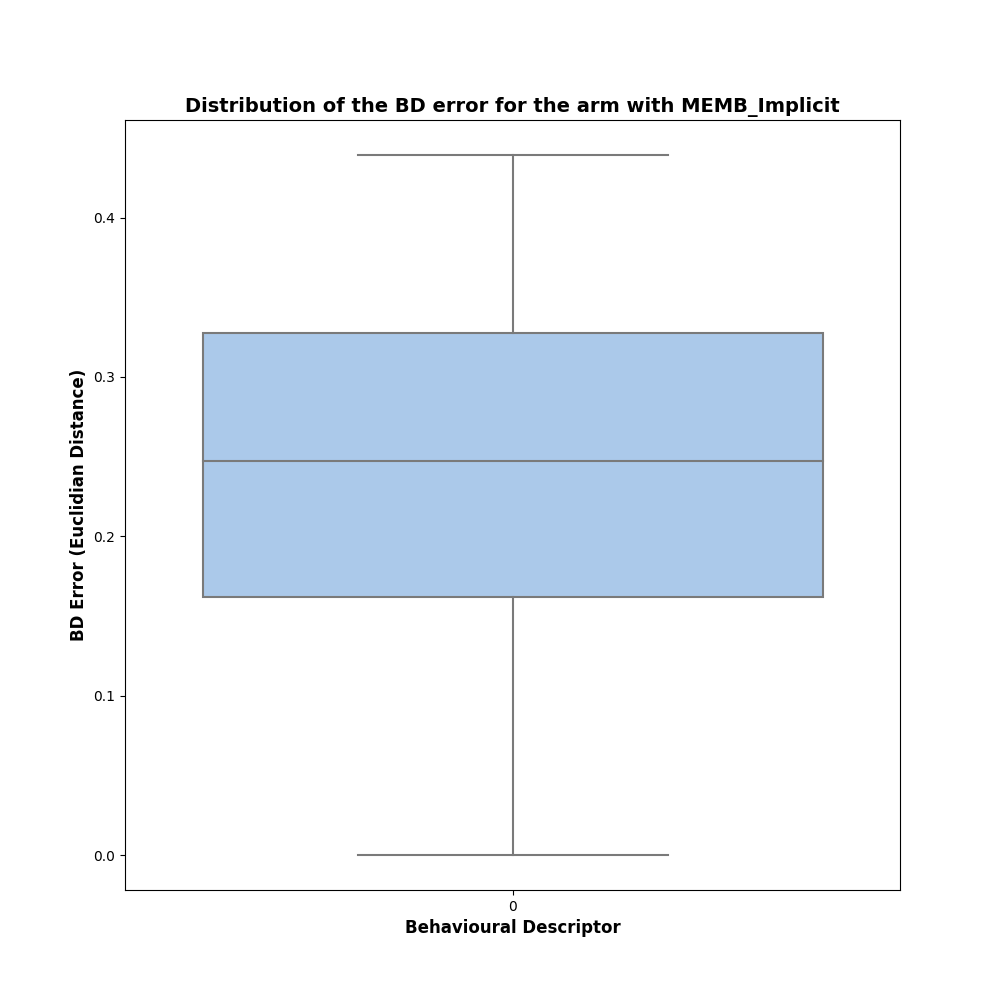 Distribution of the BD error for the arm with MEMB_Implicit
0.4
0.3
0.2
0.1
0.0
BD Error (Euclidian Distance)
0
Behavioural Descriptor